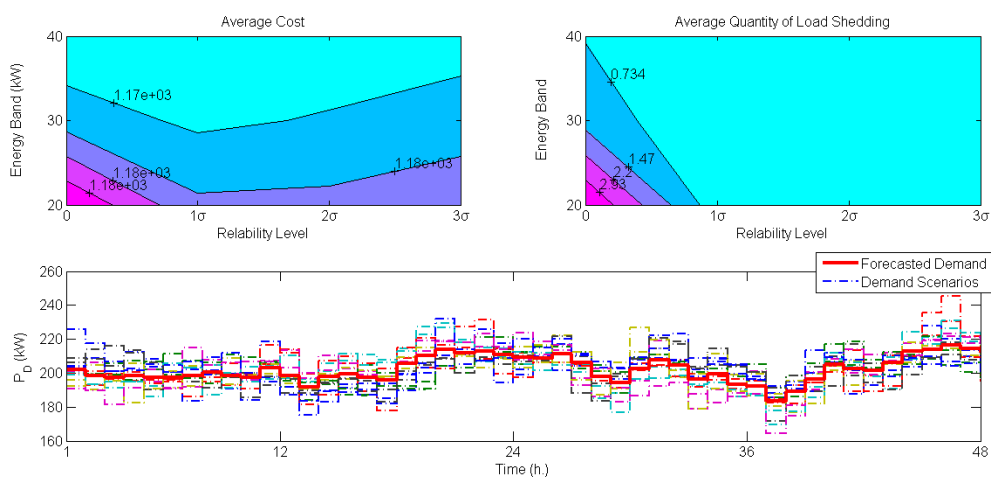 Average Cost
Average Quantity of Load Shedding
40
30
20
Energy Band (kW)
1.17e+03
1.18e+03
1.18e+03
1.18e+03
0
1σ
2σ
3σ
Relability Level
40
30
20
Energy Band
0.734
1.47
2.2
2.93
0
1σ
2σ
3σ
Relability Level
260
240
220
200
180
160
P_D (kW)
Forecasted Demand
Demand Scenarios
1
12
24
36
48
Time (h.)